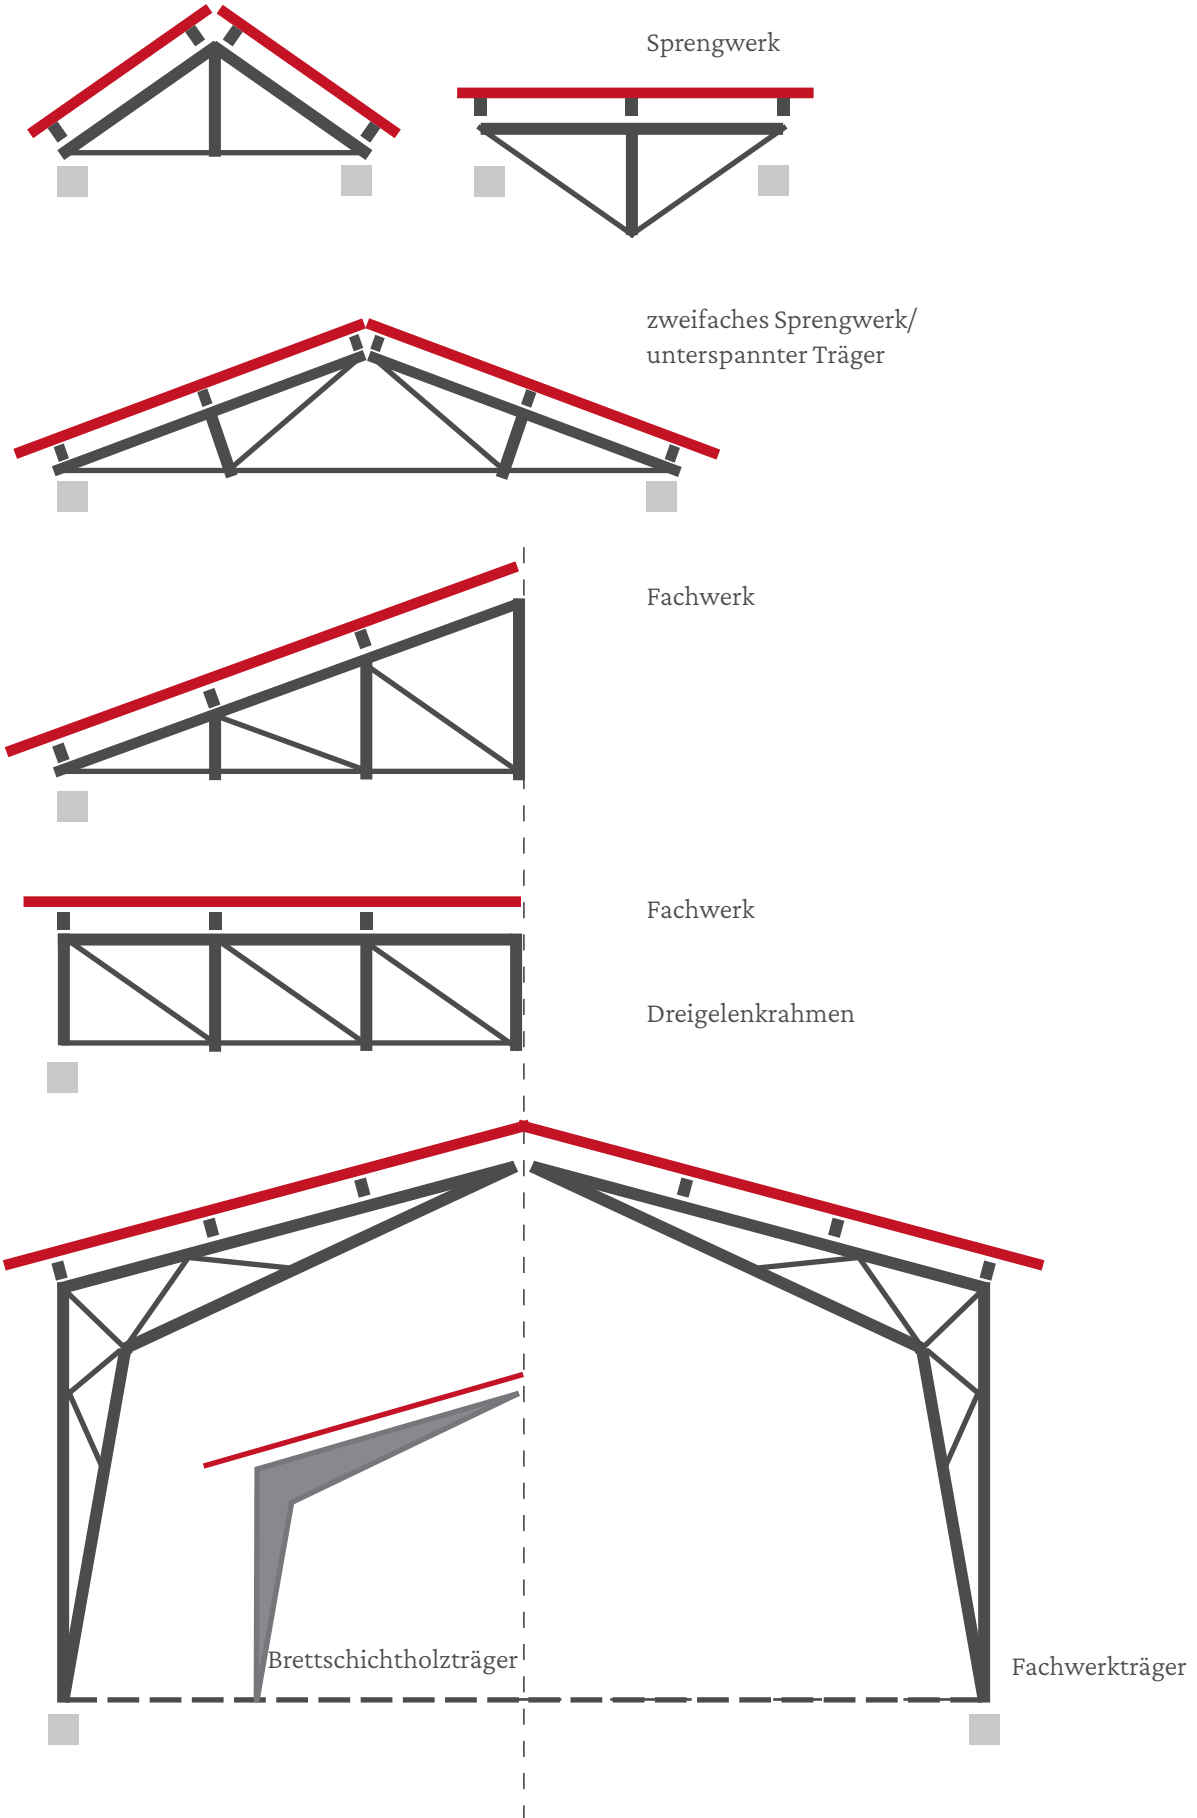 Sprengwerk
zweifaches Sprengwerk/
unterspannter Träger
Fachwerk
Fachwerk
Dreigelenkrahmen
Brettschichtholzträger
Fachwerkträger